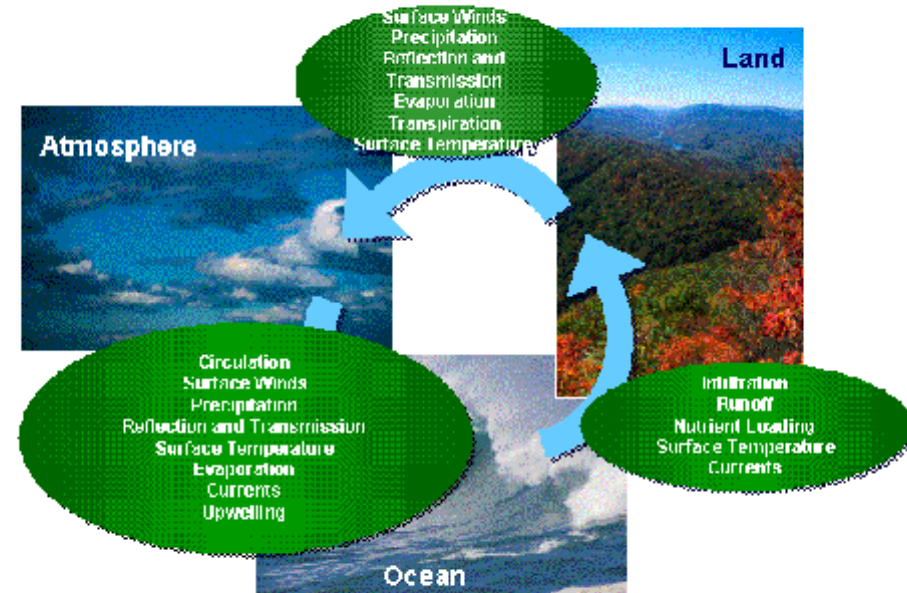 Surface Winds
Precipitation
Reflection and
Transmission
Evaporation
Transpiration
Surface Temperature
Land
Atmosphere
Circulation
Surface Winds
Precipitation
Reflection and Transmission
Surface Temperature
Evaporation
Currents
Upwelling
Infiltration
Runoff
Nutrient Loading
Surface Temperature
Currents
Ocean